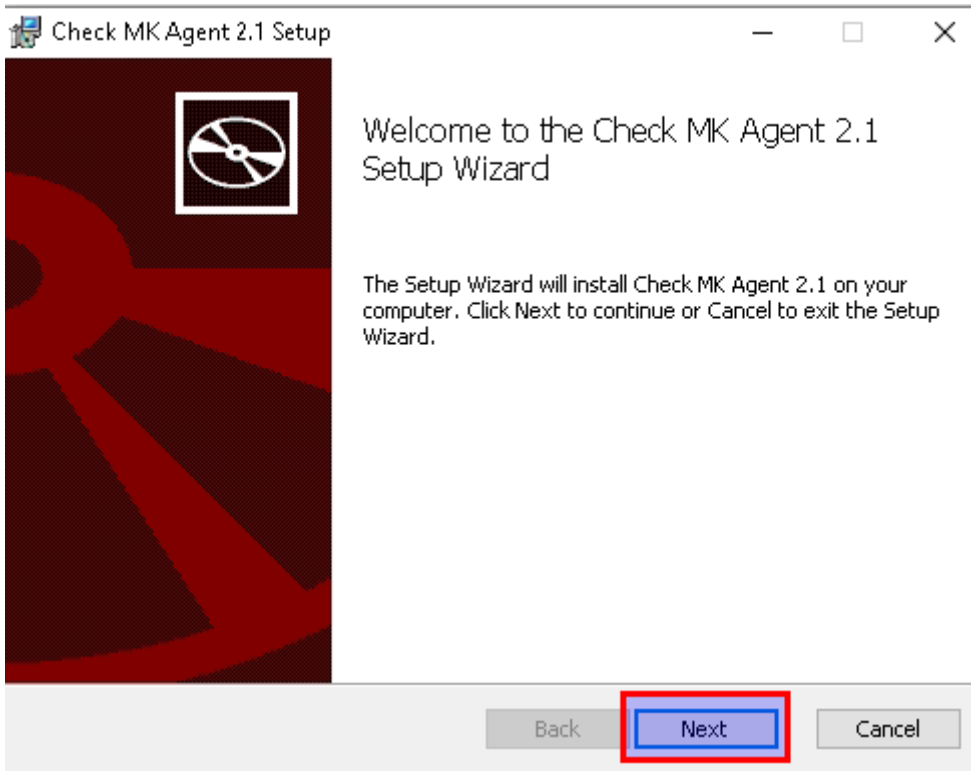 Check MK Agent 2.1 Setup
Welcome to the Check MK Agent 2.1
Setup Wizard
The Setup Wizard will install Check MK Agent 2.1 on your
computer. Click Next to continue or Cancel to exit the Setup
Wizard.
Back
Next
Cancel